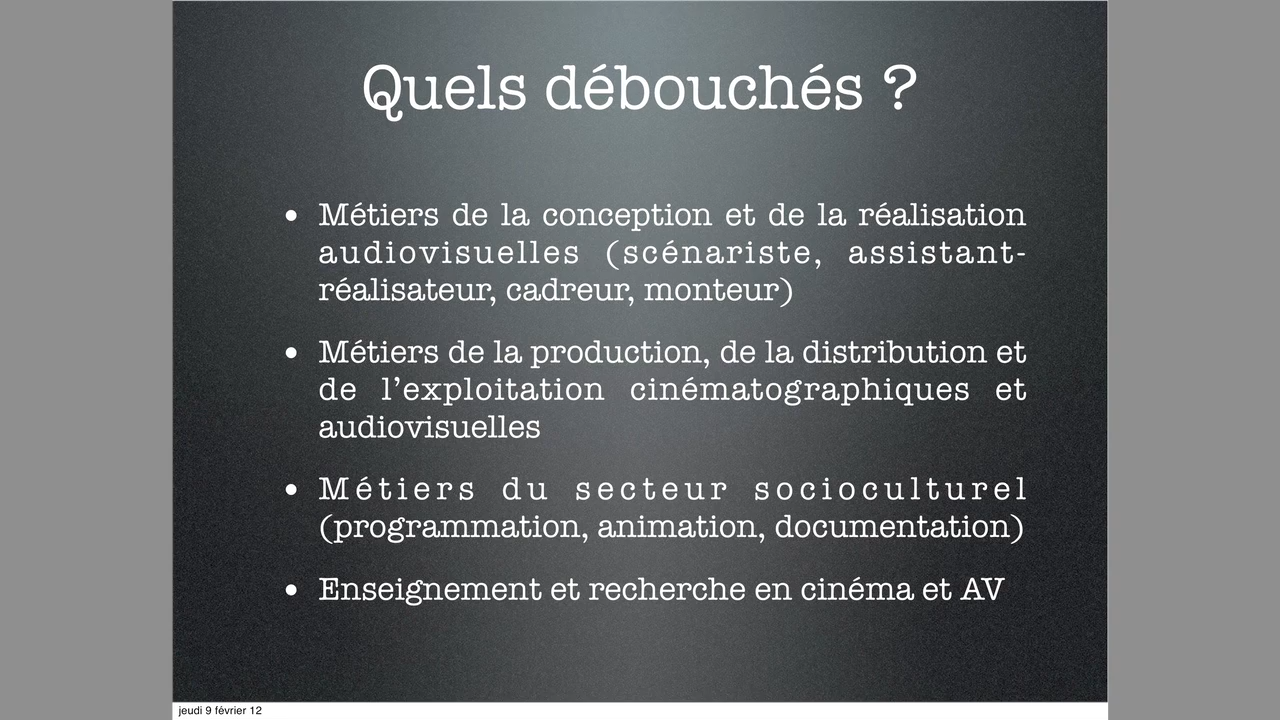 Quels débouchés ?
• Métiers de la conception et de la réalisation
audiovisuelles (scénariste, assistant-
réalisateur, cadreur, monteur)
• Métiers de la production, de la distribution et
de l’exploitation cinématographiques et
audiovisuelles
• Métiers du secteur socioculturel
(programmation, animation, documentation)
• Enseignement et recherche en cinéma et AV
jeudi 9 février 12